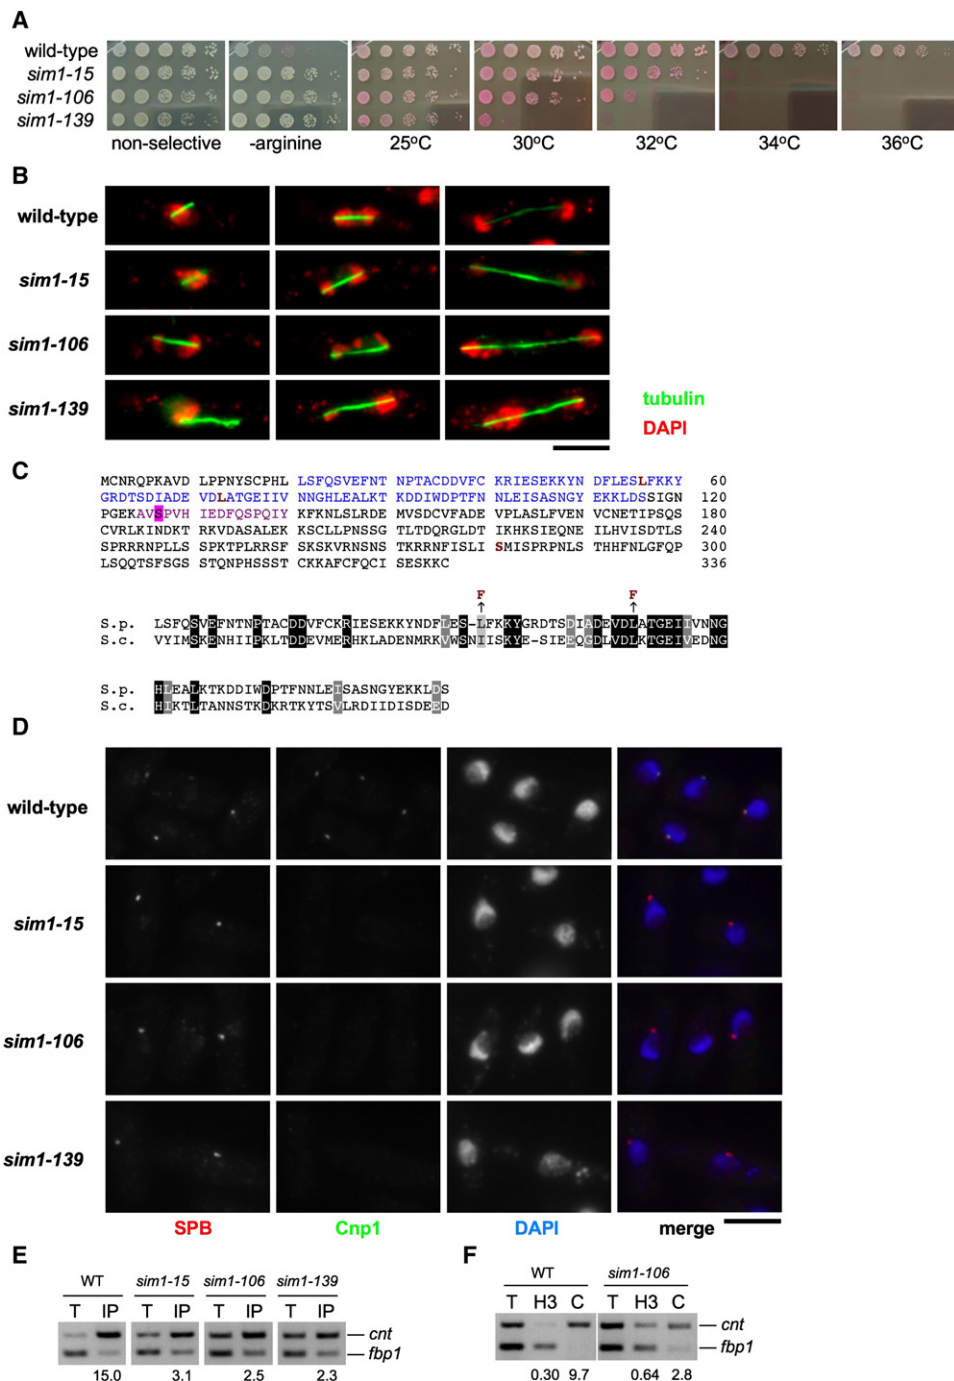 A
wild-type
sim1-15
sim1-106
sim1-139
non-selective
-arginine
25°C
30°C
32°C
34°C
36°C
B
wild-type
sim1-15
sim1-106
sim1-139
tubulin
DAPI
C
MCNRQPKAVD LPPNYSCPHL LSFQSVEFNT NPTACDDVFC KRIESEKKYN DFLESLFKKY 60
GRDTSDIADE VDLATGEIIV NNGHLEALKT KDDIWDPTFN NLEISASNGY EKKLDSSIGN 120
PGEKAVSPVH IEDFQSPQIY KFKNLSLRDE MVSDCVFADE VPLASLFVEN VCNETIPSQS 180
CVRLKINDKT RKVDASALEK SCLLPNSSGT LTDQRGLDT IKHKSIEQNE ILHVISDTLS 240
SPRRRNPLLS SPKTPLRRSF SKSKVRNSNS TKRRNFISLI SMISPRPNLS THHFNLGFQP 300
LSQQTSFSGS STQNPHSSST CKKAFCFQCI SESKKC 336
F F
S.p. LSFQSVEFNTNPTACDDVFCKRIESEKKYNDFLES-LFKKYGRDTSDIADEVDLATGEIIVNNG
S.c. VYIMSKENHIIPKLTDDEVMERHKLADENMRKVWSNIISKYE-SIEEQGDLVDLKTGEIVEDNG
S.p. HLEALKTKDDIWDPTFNNLEISASNGYEKKLDS
S.c. HIKTLTANNSTKDKRTKYTSVLRDIIDISDEED
D
wild-type
sim1-15
sim1-106
sim1-139
SPB
Cnp1
DAPI
merge
E
WT sim1-15 sim1-106 sim1-139
T IP T IP T IP T IP
cnt
fbp1
15.0 3.1 2.5 2.3
F
WT sim1-106
T H3 C T H3 C
cnt
fbp1
0.30 9.7 0.64 2.8